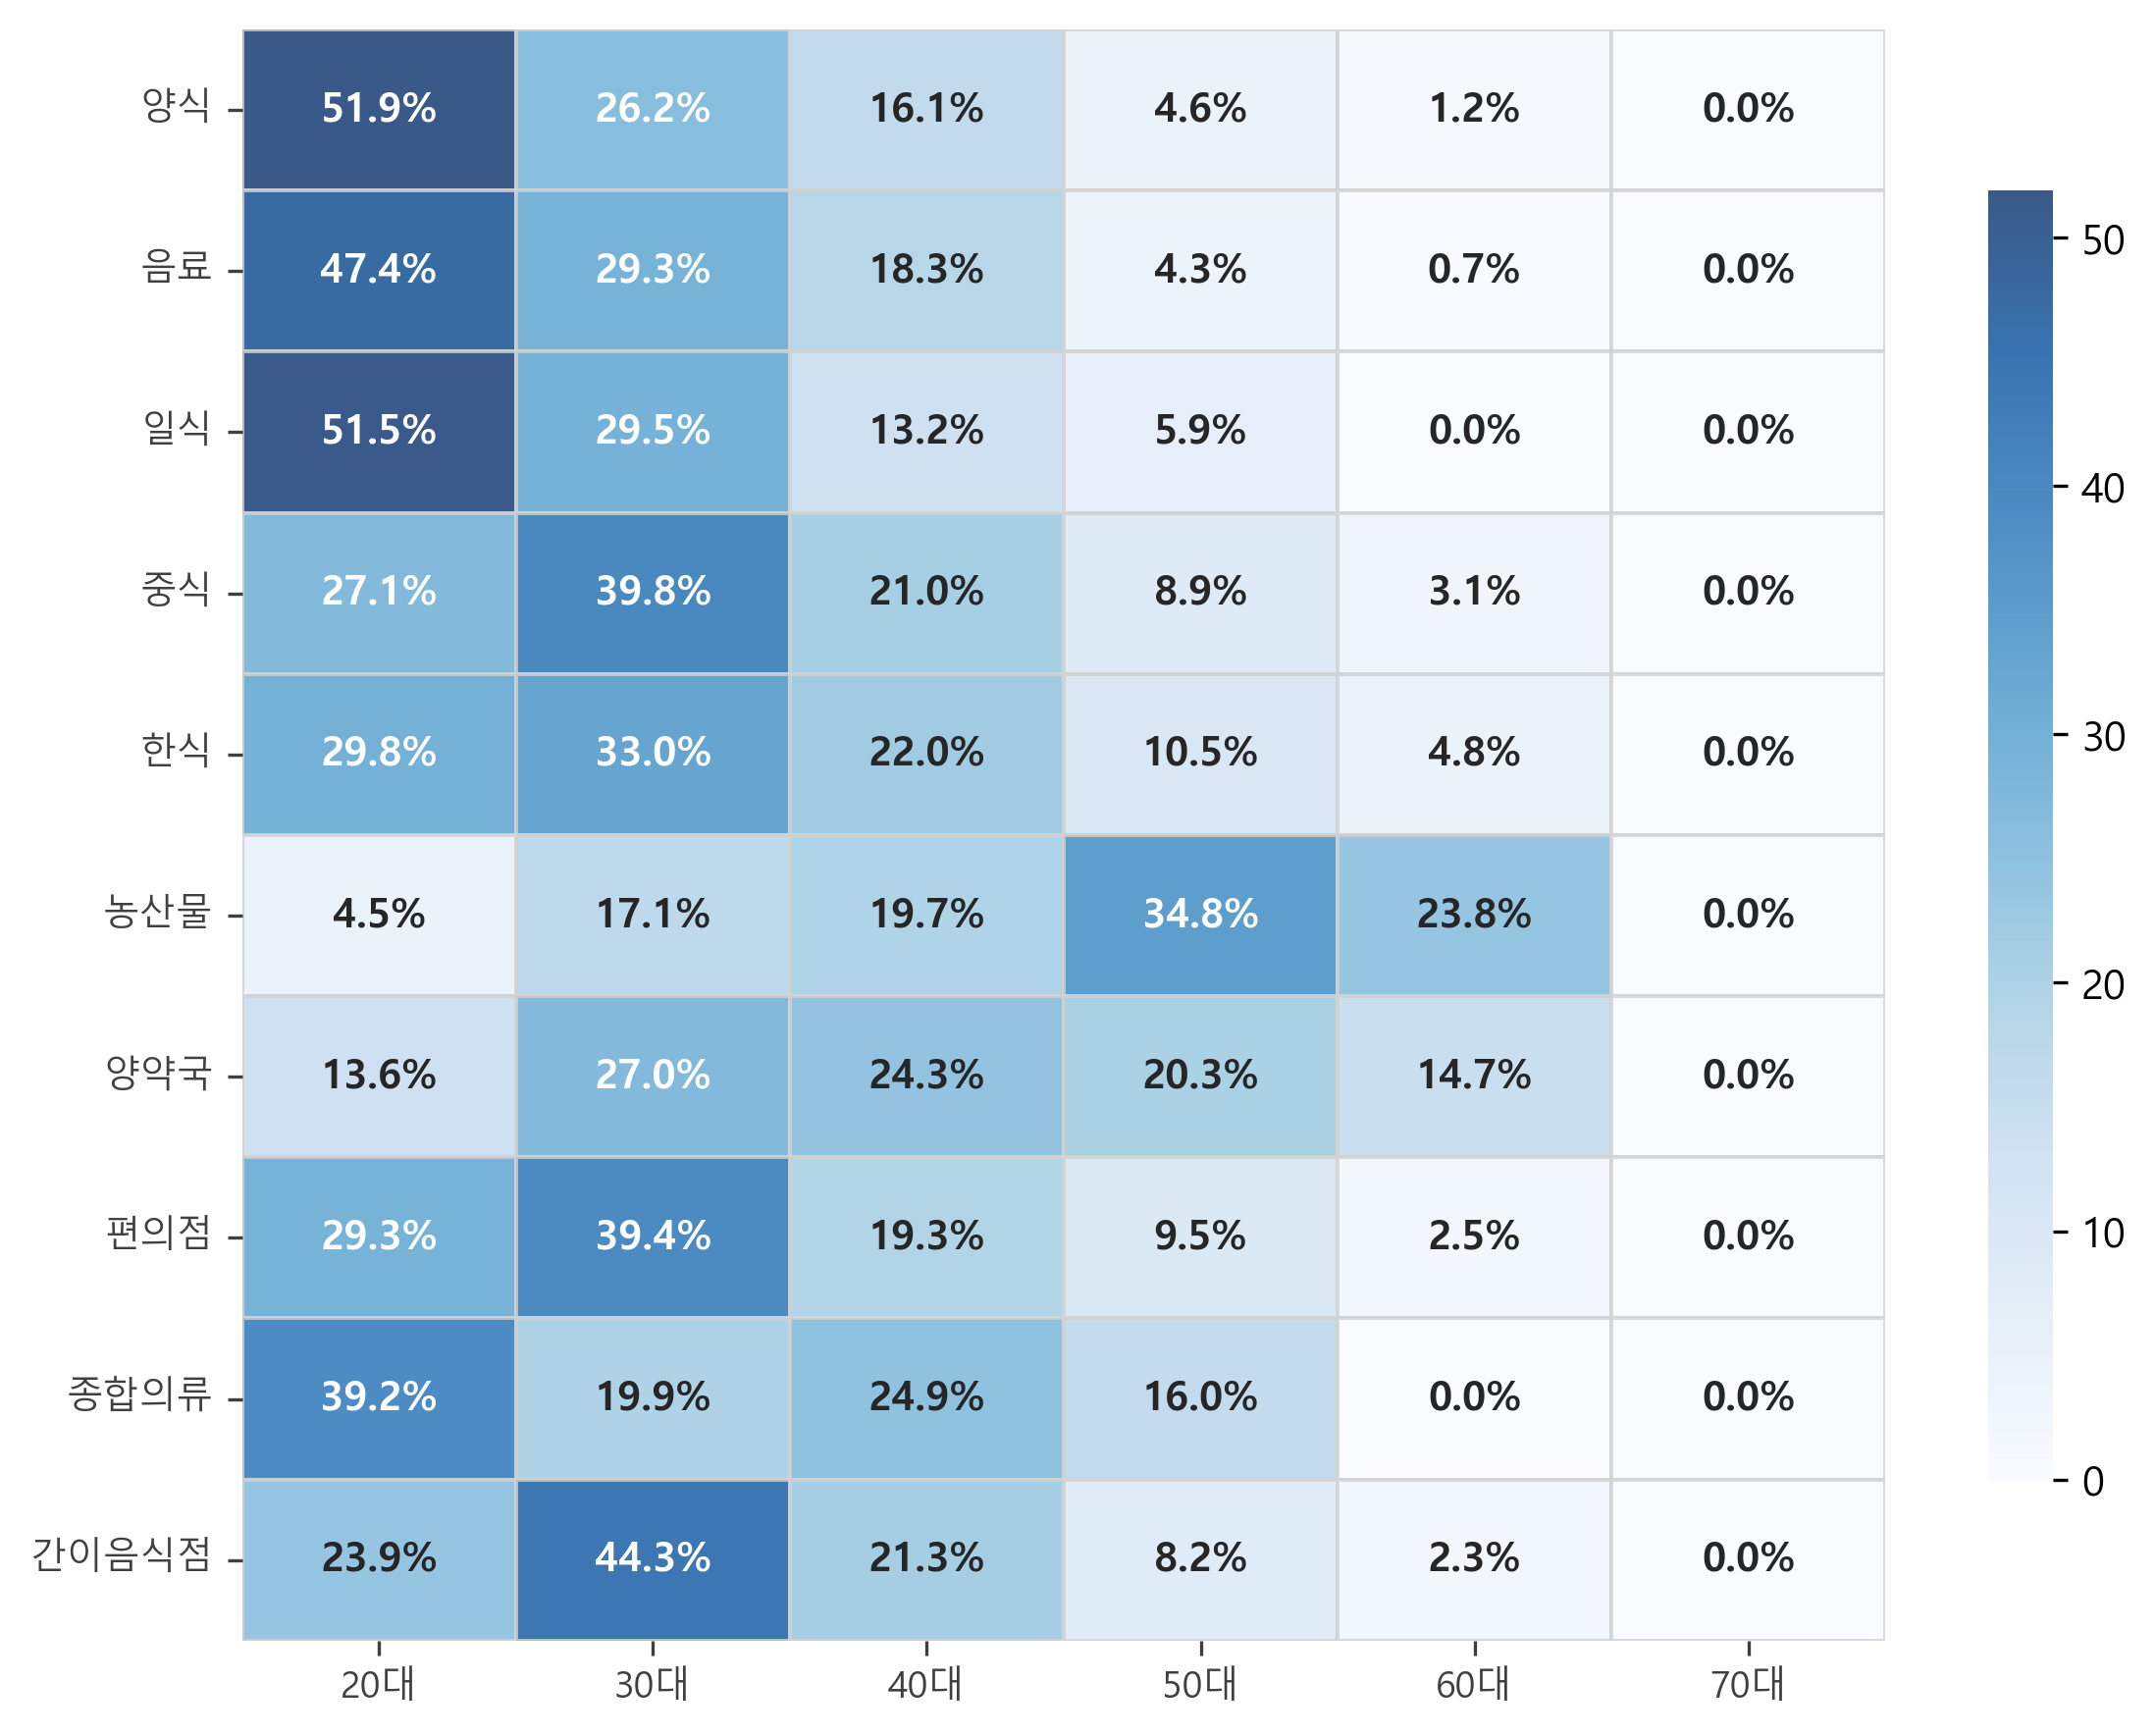 양식 51.9% 26.2% 16.1% 4.6% 1.2% 0.0%
음료 47.4% 29.3% 18.3% 4.3% 0.7% 0.0%
일식 51.5% 29.5% 13.2% 5.9% 0.0% 0.0%
중식 27.1% 39.8% 21.0% 8.9% 3.1% 0.0%
한식 29.8% 33.0% 22.0% 10.5% 4.8% 0.0%
농산물 4.5% 17.1% 19.7% 34.8% 23.8% 0.0%
양약국 13.6% 27.0% 24.3% 20.3% 14.7% 0.0%
편의점 29.3% 39.4% 19.3% 9.5% 2.5% 0.0%
종합의류 39.2% 19.9% 24.9% 16.0% 0.0% 0.0%
간이음식점 23.9% 44.3% 21.3% 8.2% 2.3% 0.0%
20대 30대 40대 50대 60대 70대
50
40
30
20
10
0